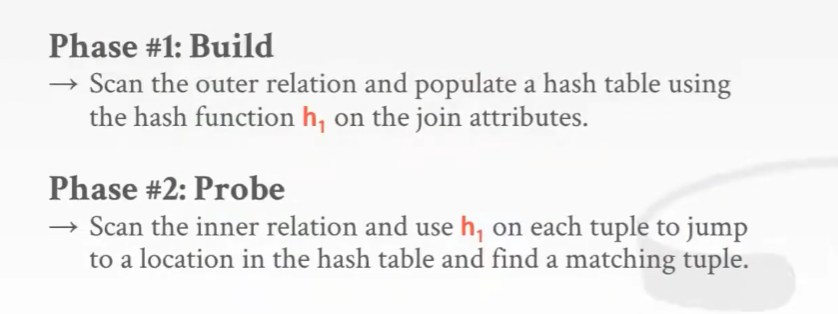 Phase #1: Build
→ Scan the outer relation and populate a hash table using
the hash function h₁ on the join attributes.
Phase #2: Probe
→ Scan the inner relation and use h₁ on each tuple to jump
to a location in the hash table and find a matching tuple.